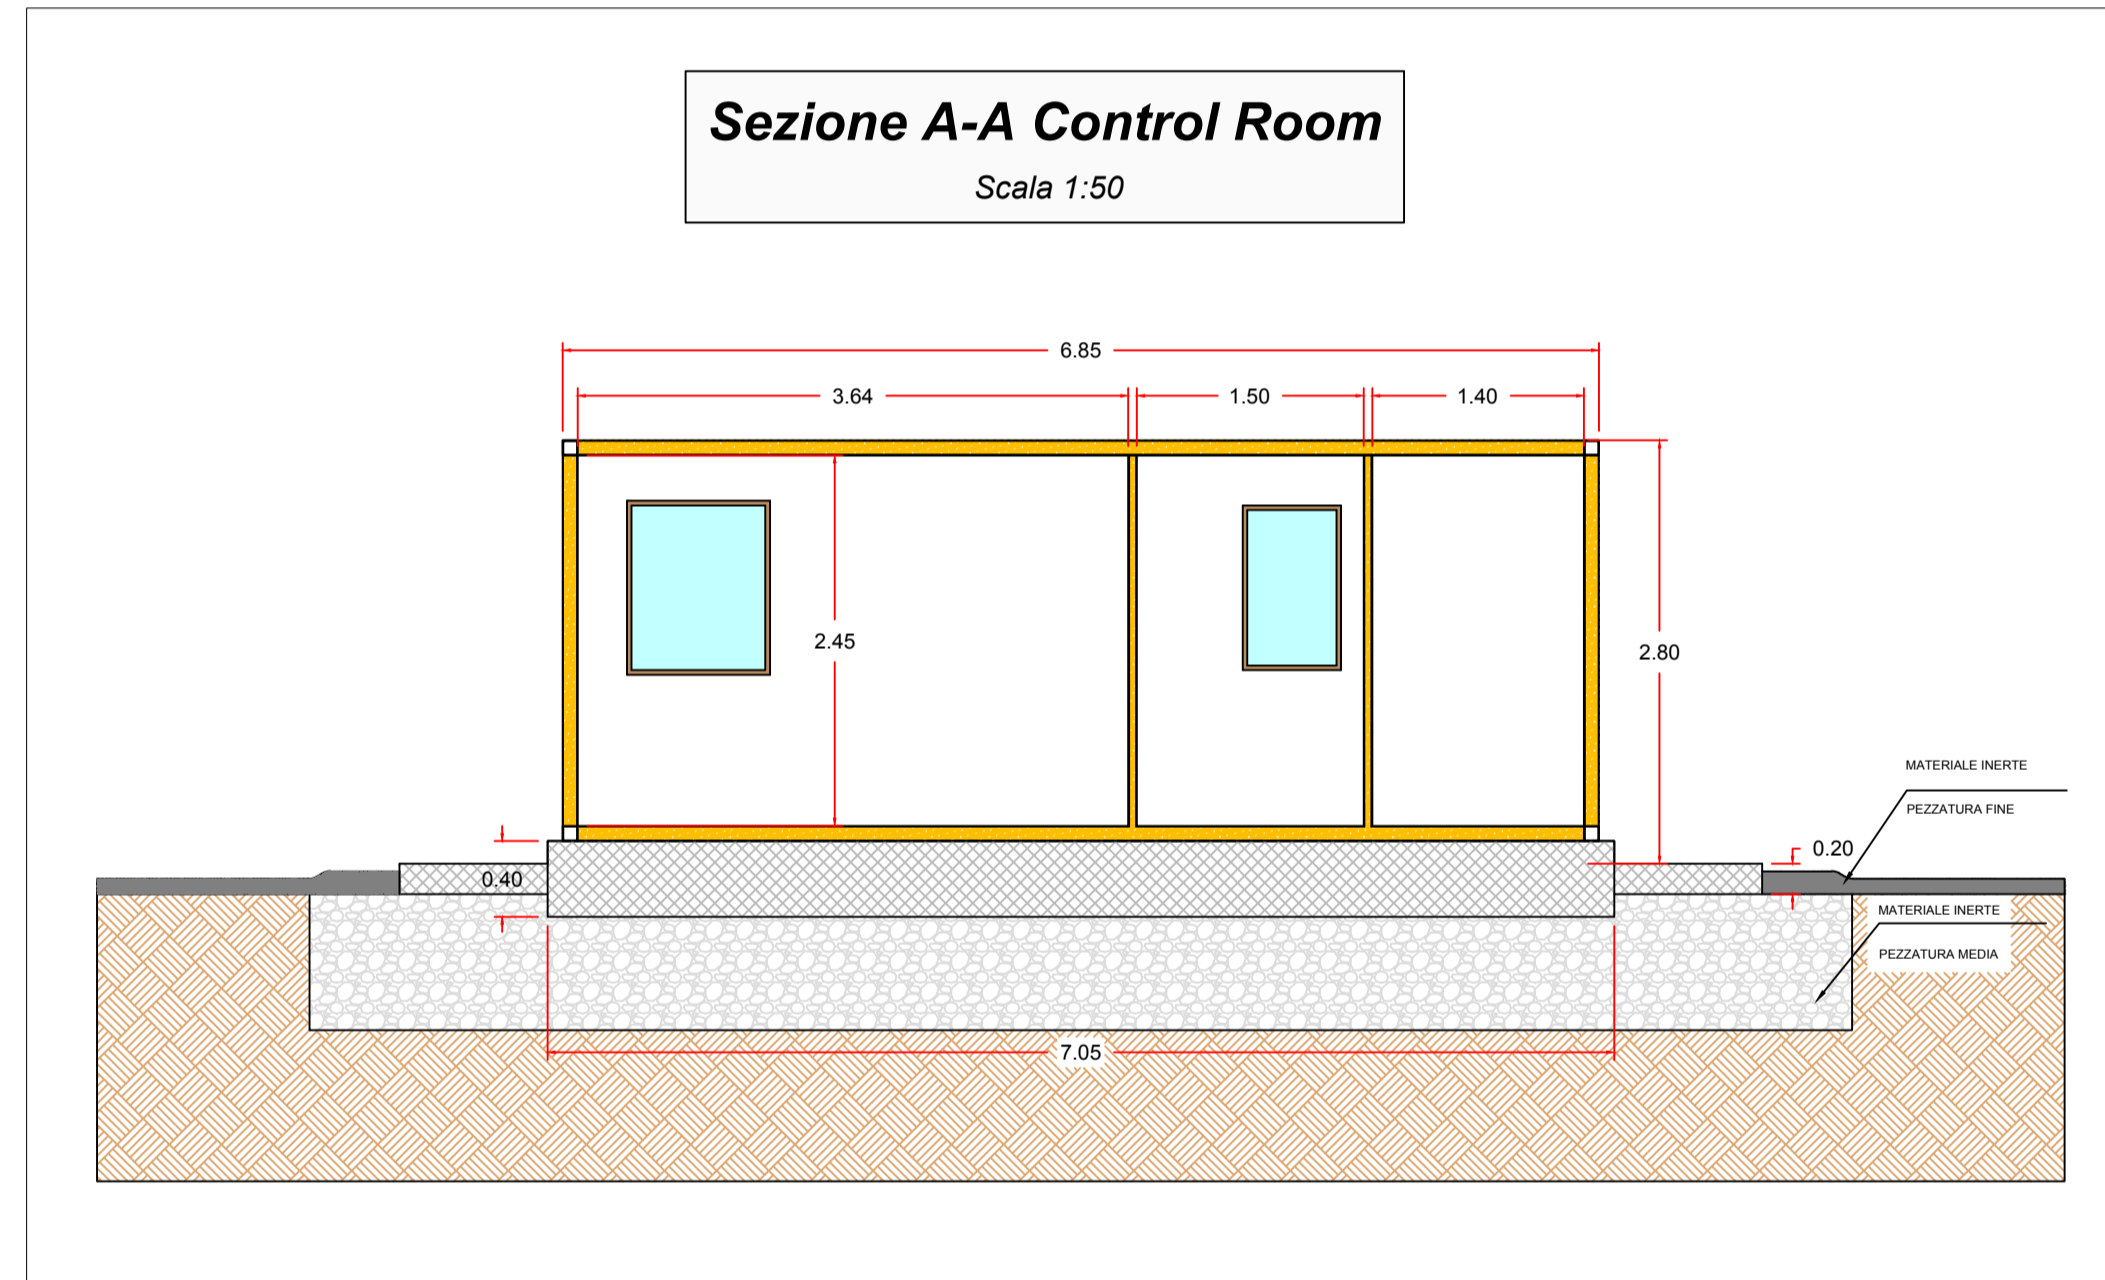 Sezione A-A Control Room
Scala 1:50
6.85
3.64
1.50
1.40
2.45
2.80
MATERIALE INERTE
PEZZATURA FINE
0.20
0.40
MATERIALE INERTE
PEZZATURA MEDIA
7.05